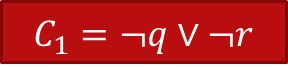 C₁ = ¬q ∨ ¬r